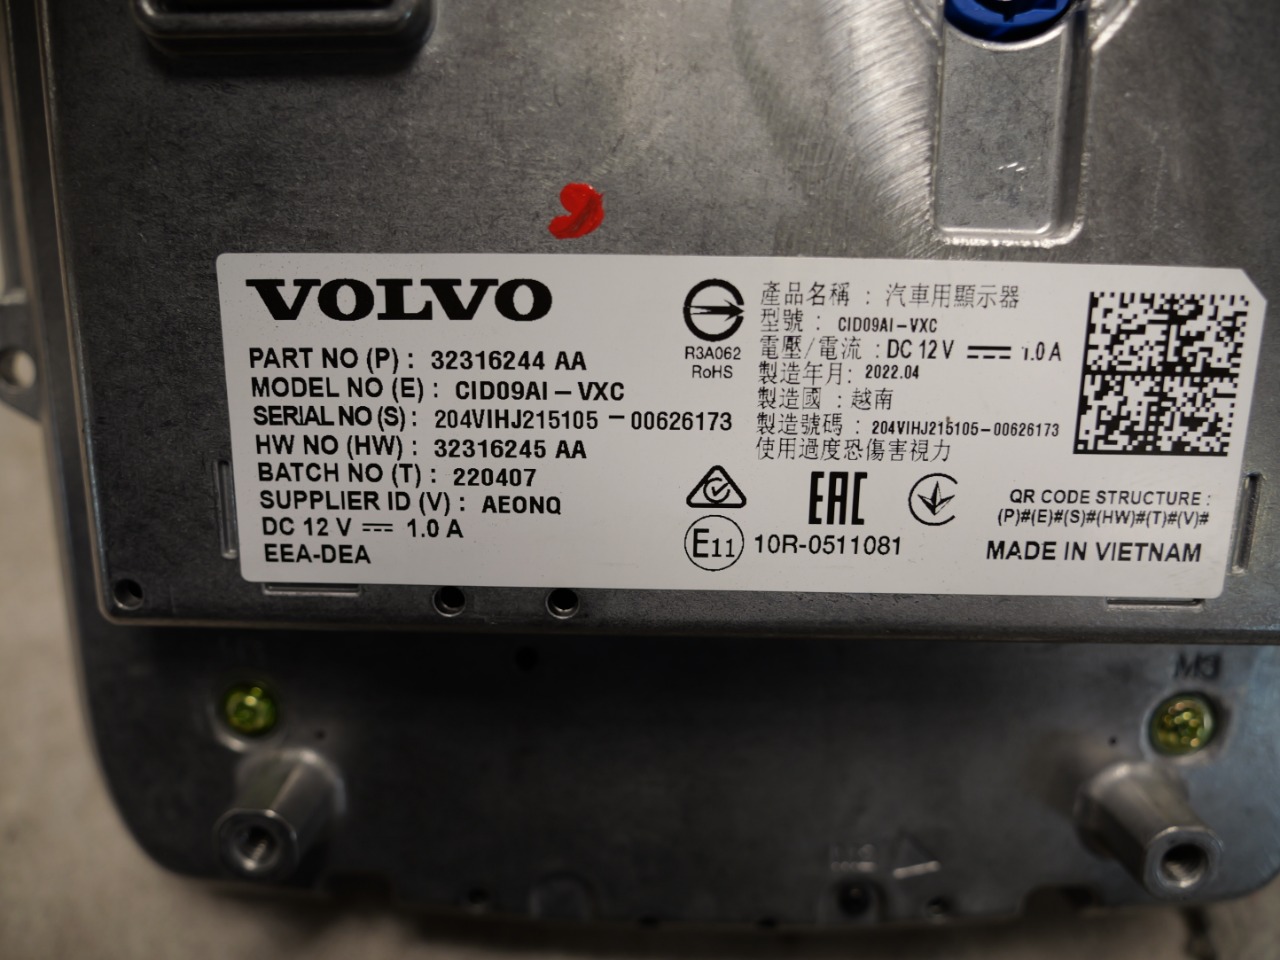 VOLVO
PART NO (P): 32316244 AA
MODEL NO (E): CID09AI-VXC
SERIAL NO (S): 204VIHJ215105-00626173
HW NO (HW): 32316245 AA
BATCH NO (T): 220407
SUPPLIER ID (V): AEONQ
DC 12 V ⎓ 1.0 A
EEA-DEA
R3A062
RoHS
產品名稱 : 汽車用顯示器
型號 : CID09AI-VXC
電壓/電流 : DC 12 V ⎓ 1.0 A
製造年月: 2022.04
製造國 : 越南
製造號碼 : 204VIHJ215105-00626173
使用過度恐傷害視力
EAC
E11 10R-0511081
QR CODE STRUCTURE :
(P)#(E)#(S)#(HW)#(T)#(V)#
MADE IN VIETNAM
M3